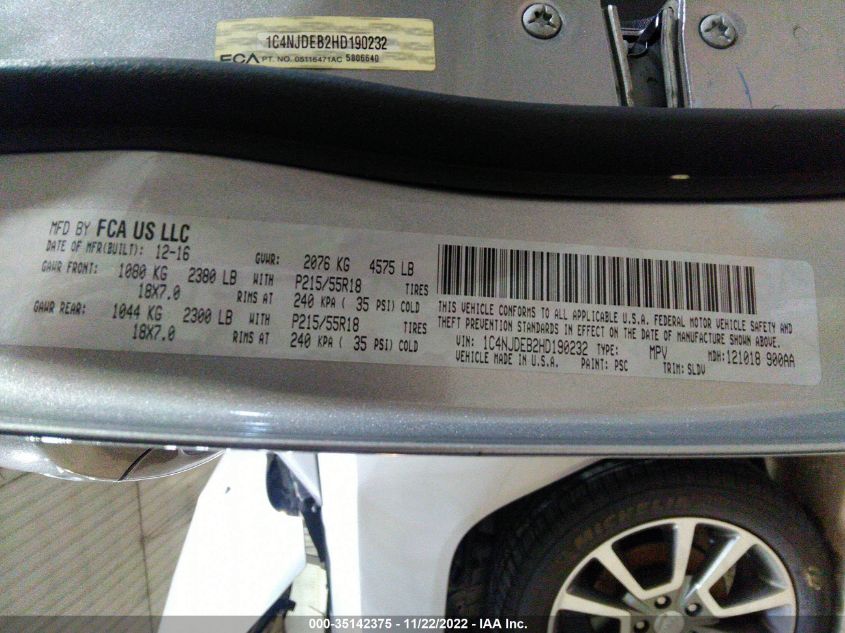 1C4NJDEB2HD190232
FCA PT. NO. 05116471AC 5806640
MFD BY FCA US LLC
DATE OF MFR(BUILT): 12-16 GVWR: 2076 KG 4575 LB
GAWR FRONT: 1080 KG 2380 LB WITH P215/55R18 TIRES
18X7.0 RIMS AT 240 KPA ( 35 PSI) COLD
GAWR REAR: 1044 KG 2300 LB WITH P215/55R18 TIRES
18X7.0 RIMS AT 240 KPA ( 35 PSI) COLD
THIS VEHICLE CONFORMS TO ALL APPLICABLE U.S.A. FEDERAL MOTOR VEHICLE SAFETY AND
THEFT PREVENTION STANDARDS IN EFFECT ON THE DATE OF MANUFACTURE SHOWN ABOVE.
VIN: 1C4NJDEB2HD190232 TYPE: MPV MDH:121018 900AA
VEHICLE MADE IN U.S.A. PAINT: PSC TRIM: SLDV
MICHELIN
000-35142375 - 11/22/2022 - IAA Inc.